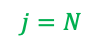 j = N